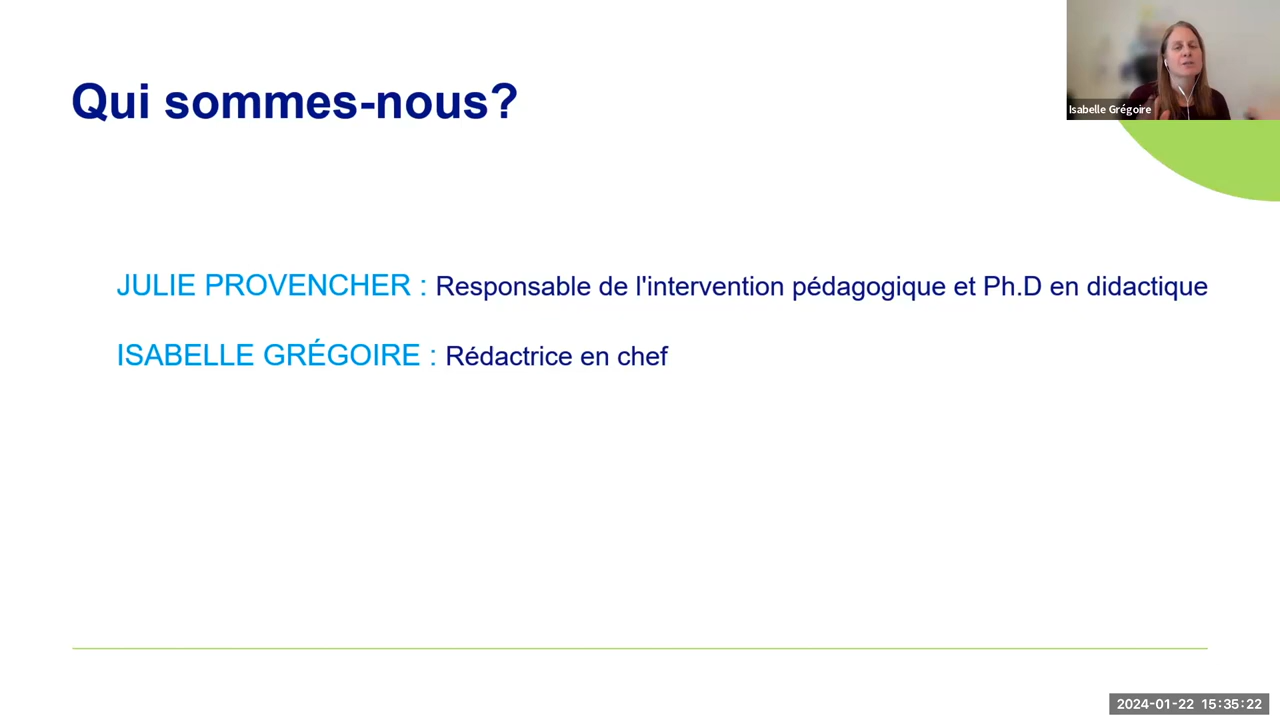 Qui sommes-nous?
Isabelle Grégoire
JULIE PROVENCHER : Responsable de l'intervention pédagogique et Ph.D en didactique
ISABELLE GRÉGOIRE : Rédactrice en chef
2024-01-22 15:35:22